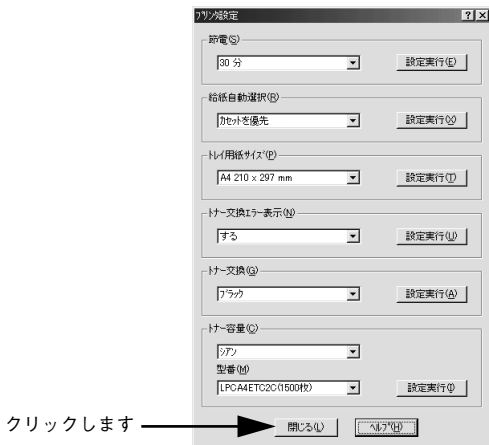 プリンタ設定
節電(S)
30 分
設定実行(E)
給紙自動選択(R)
カセットを優先
設定実行(X)
トレイ用紙サイズ(P)
A4 210 x 297 mm
設定実行(T)
トナー交換エラー表示(N)
する
設定実行(U)
トナー交換(G)
ブラック
設定実行(A)
トナー容量(C)
シアン
型番(M)
LPCA4ETC2C(1500枚)
設定実行(I)
クリックします
閉じる(L)
ヘルプ(H)